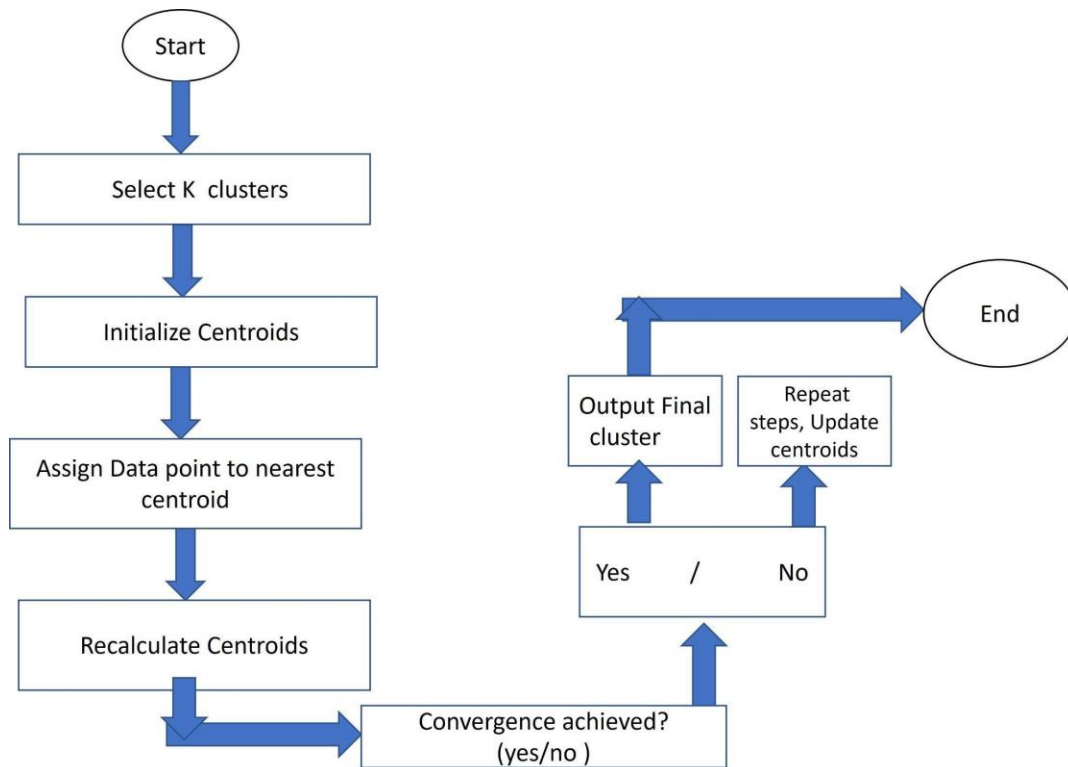 Start
Select K clusters
Initialize Centroids
Assign Data point to nearest
centroid
Recalculate Centroids
Convergence achieved?
(yes/no )
Yes / No
Output Final
cluster
Repeat
steps, Update
centroids
End